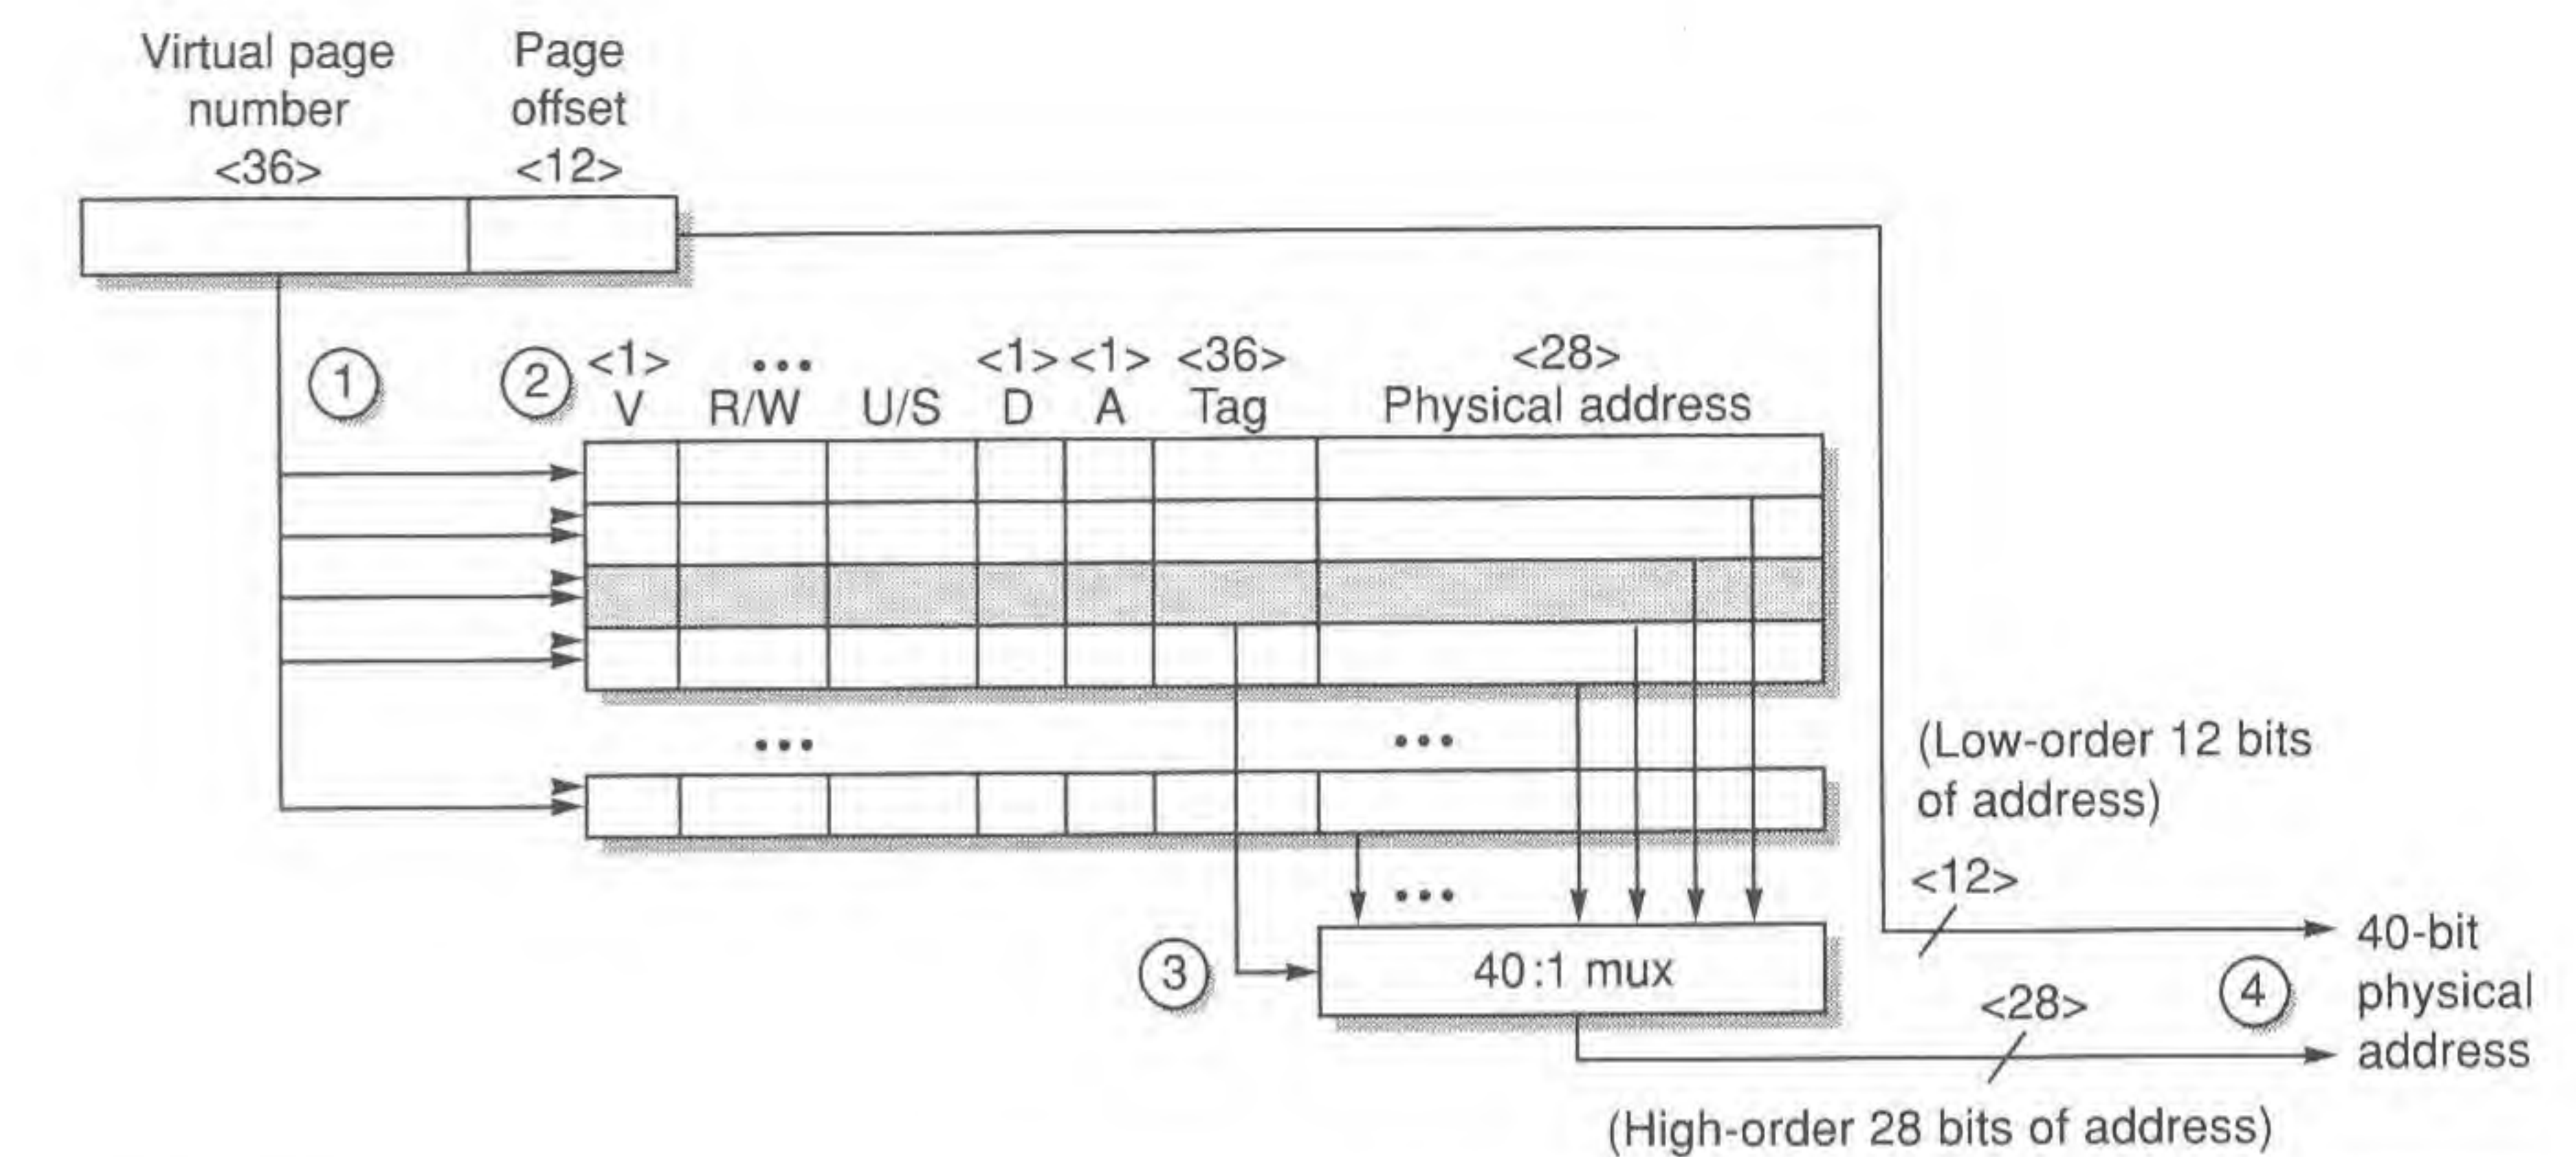 Virtual page
number
<36>
Page
offset
<12>
1
2
<1>
V
•••
R/W
U/S
<1>
D
<1>
A
<36>
Tag
<28>
Physical address
•••
•••
•••
3
40:1 mux
(Low-order 12 bits
of address)
<12>
<28>
4
40-bit
physical
address
(High-order 28 bits of address)